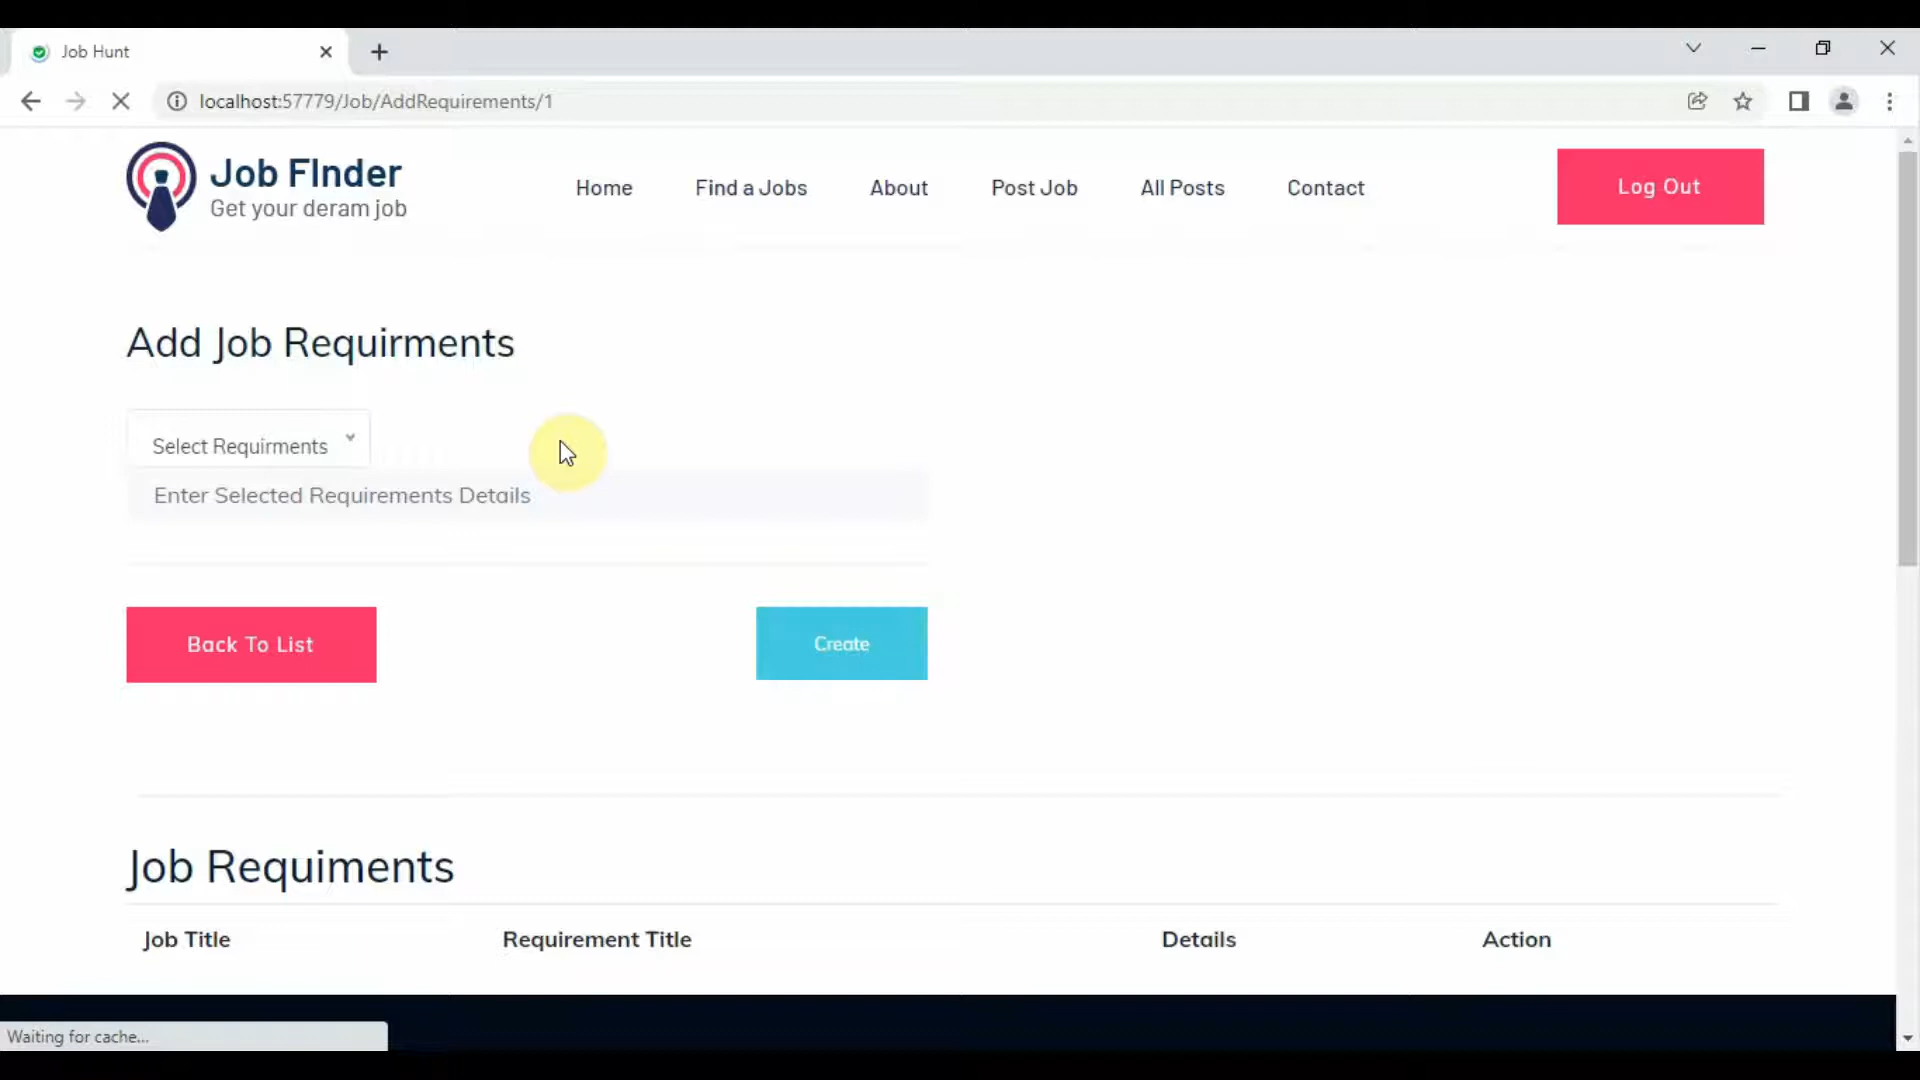 Job Hunt
localhost:57779/Job/AddRequirements/1
Job FInder
Get your deram job
Home Find a Jobs About Post Job All Posts Contact
Log Out
Add Job Requirments
Select Requirments
Enter Selected Requirements Details
Back To List
Create
Job Requiments
Job Title Requirement Title Details Action
Waiting for cache...